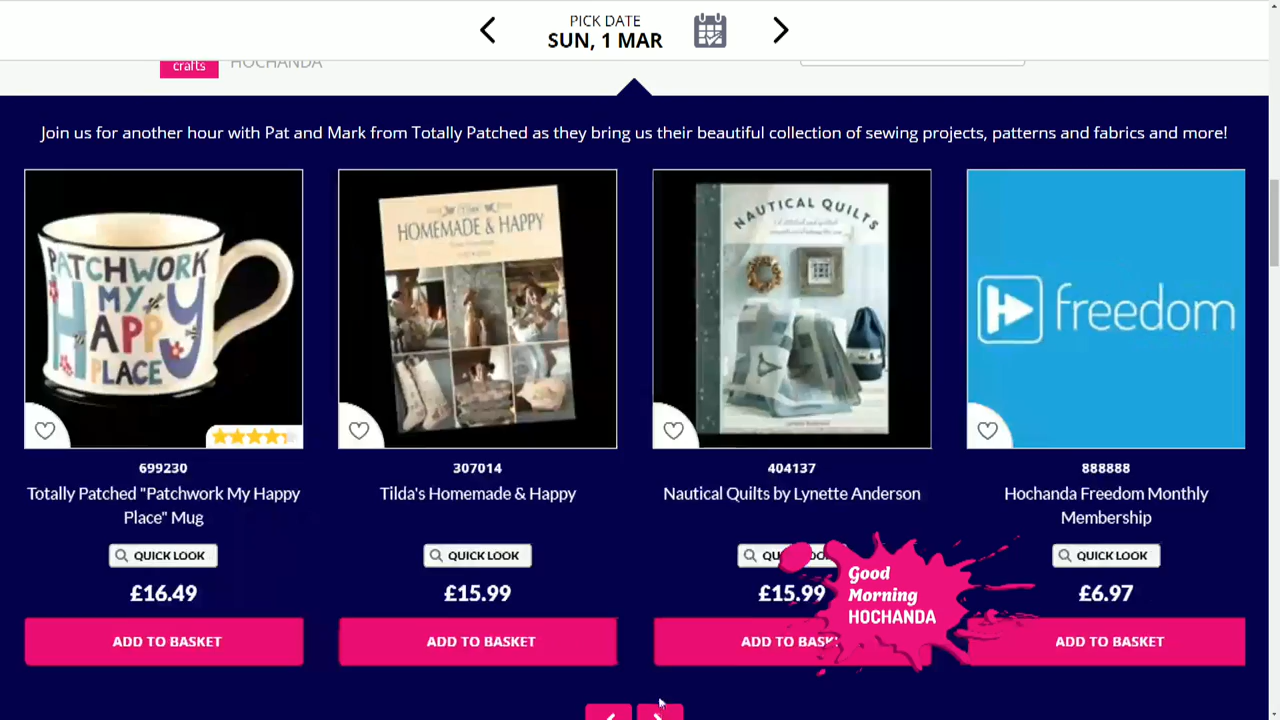 PICK DATE
SUN, 1 MAR
crafts
HOCHANDA
Join us for another hour with Pat and Mark from Totally Patched as they bring us their beautiful collection of sewing projects, patterns and fabrics and more!
PATCHWORK
MY
HAPPY
PLACE
HOMEMADE & HAPPY
NAUTICAL QUILTS
freedom
699230
307014
404137
888888
Totally Patched "Patchwork My Happy
Place" Mug
Tilda's Homemade & Happy
Nautical Quilts by Lynette Anderson
Hochanda Freedom Monthly
Membership
QUICK LOOK
QUICK LOOK
QUICK LOOK
£16.49
£15.99
£15.99
£6.97
Good
Morning
HOCHANDA
ADD TO BASKET
ADD TO BASKET
ADD TO BASK
ADD TO BASKET